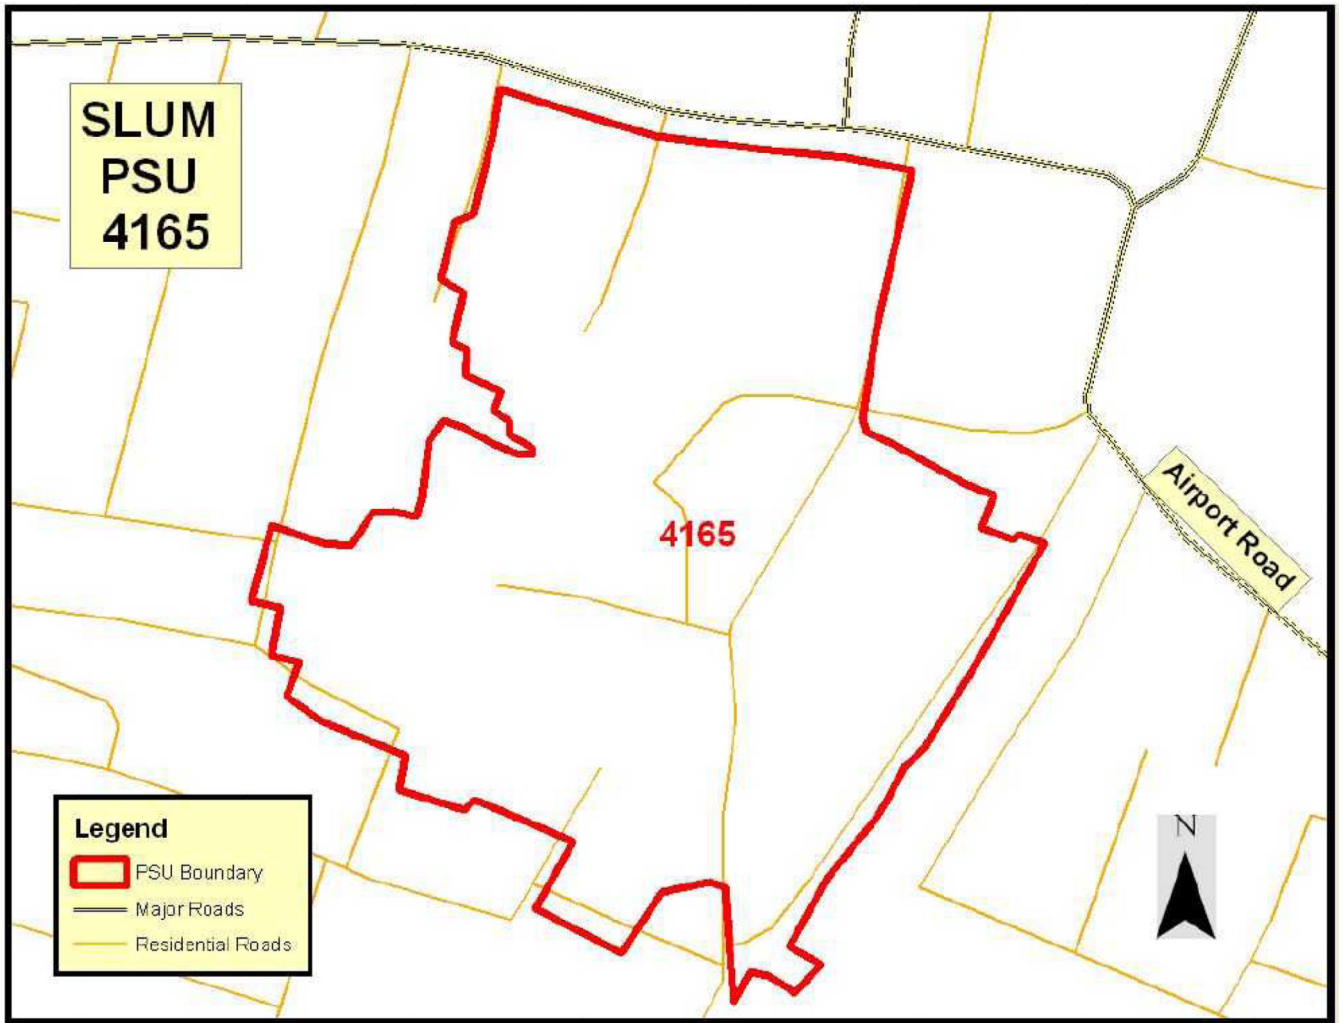 SLUM
PSU
4165
4165
Airport Road
N
Legend
PSU Boundary
Major Roads
Residential Roads